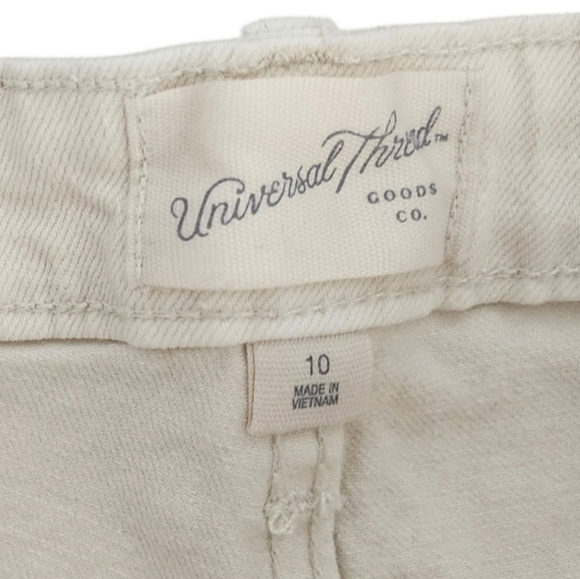 Universal Thread™
GOODS
CO.
10
MADE IN
VIETNAM